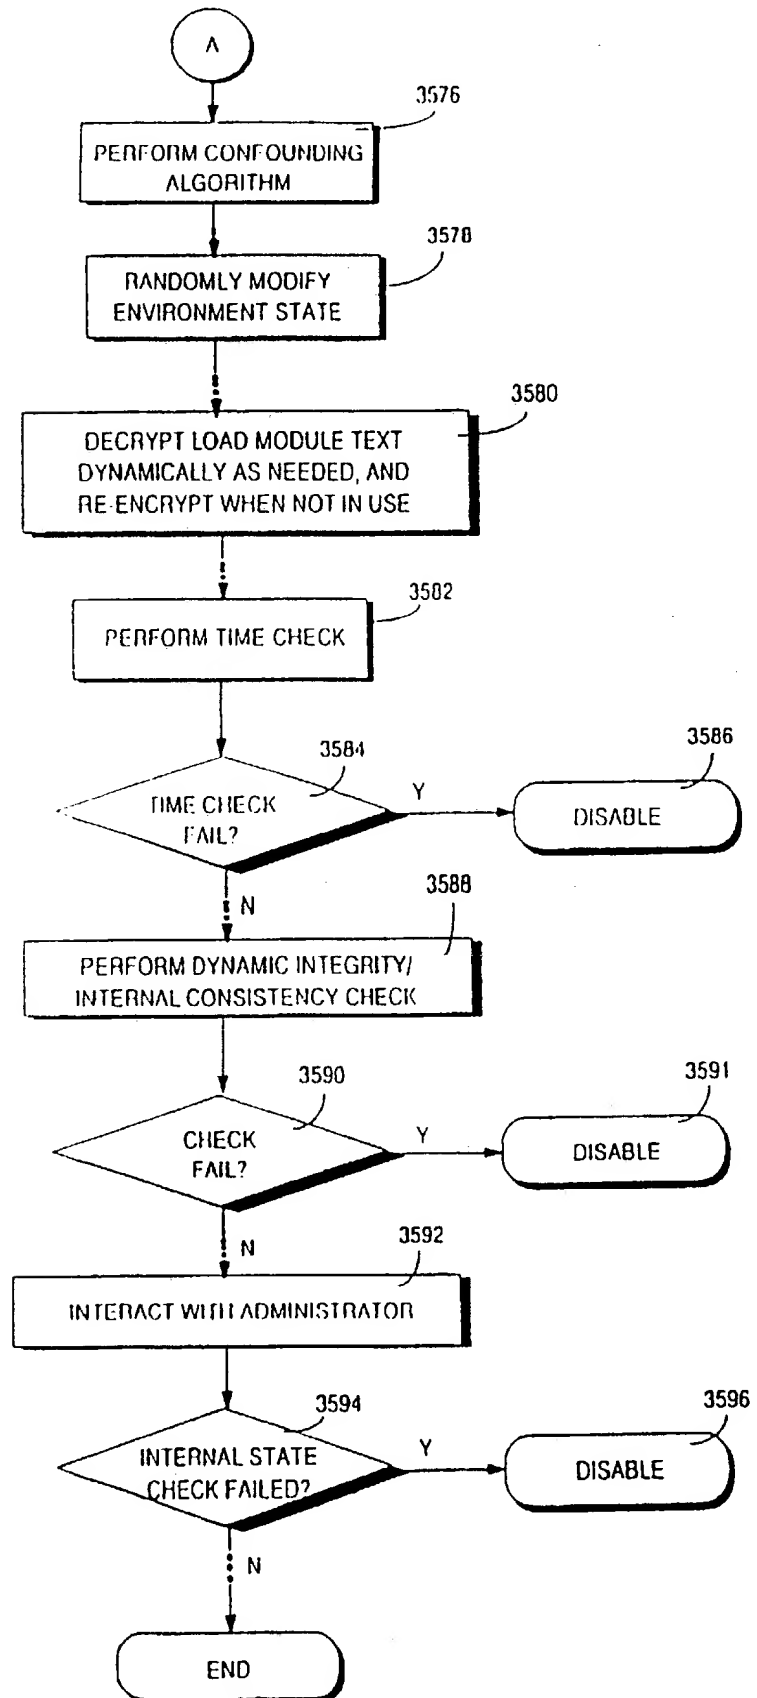 A
3576
PERFORM CONFOUNDING
ALGORITHM
3578
RANDOMLY MODIFY
ENVIRONMENT STATE
3580
DECRYPT LOAD MODULE TEXT
DYNAMICALLY AS NEEDED, AND
RE-ENCRYPT WHEN NOT IN USE
3582
PERFORM TIME CHECK
3584
TIME CHECK
FAIL?
Y
3586
DISABLE
N
3588
PERFORM DYNAMIC INTEGRITY/
INTERNAL CONSISTENCY CHECK
3590
CHECK
FAIL?
Y
3591
DISABLE
N
3592
INTERACT WITH ADMINISTRATOR
3594
INTERNAL STATE
CHECK FAILED?
Y
3596
DISABLE
N
END